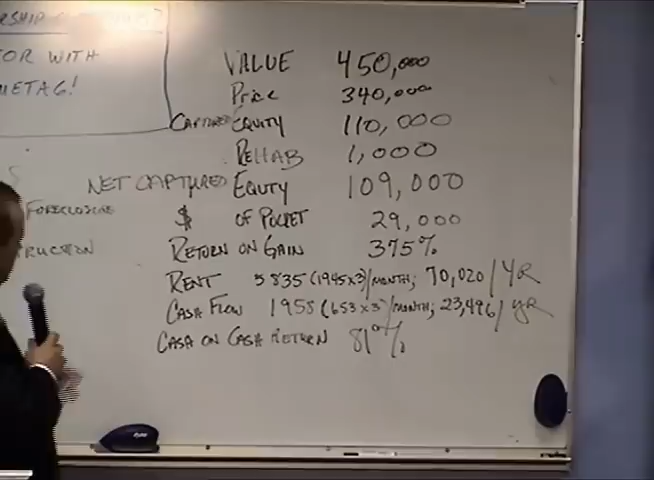 OR WITH
METAG!
VALUE 450,000
Price 340,000
CAPTURED EQUITY 110,000
REHAB 1,000
NET CAPTURED EQUTY 109,000
FORECLOSURE
$ OF POCKET 29,000
RUCTION
RETURN ON GAIN 375%
RENT 5835 (1945x3)/MONTH; 70,020/YR
CASH FLOW 1958 (653x3)/MONTH; 23,496/YR
CASH ON CASH RETURN 81%